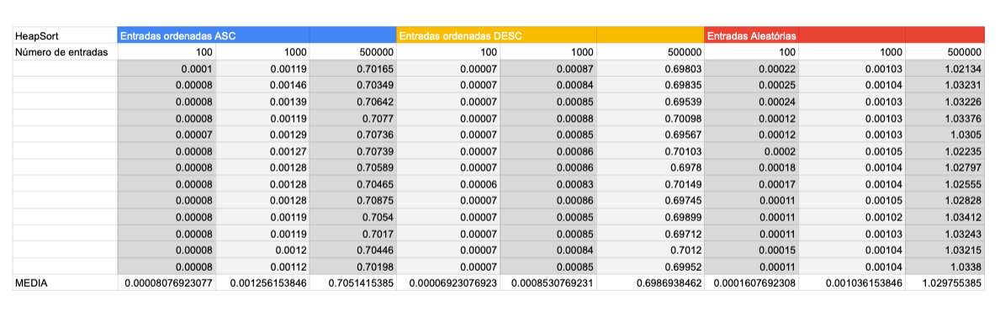 HeapSort Entradas ordenadas ASC Entradas ordenadas DESC Entradas Aleatórias
Número de entradas 100 1000 500000 100 1000 500000 100 1000 500000
0.0001 0.00119 0.70165 0.00007 0.00087 0.69803 0.00022 0.00103 1.02134
0.00008 0.00146 0.70349 0.00007 0.00084 0.69835 0.00025 0.00104 1.03231
0.00008 0.00139 0.70642 0.00007 0.00085 0.69539 0.00024 0.00103 1.03226
0.00008 0.00119 0.7077 0.00007 0.00088 0.70098 0.00012 0.00103 1.03376
0.00007 0.00129 0.70736 0.00007 0.00085 0.69567 0.00012 0.00103 1.0305
0.00008 0.00127 0.70739 0.00007 0.00086 0.70103 0.0002 0.00105 1.02235
0.00008 0.00128 0.70589 0.00007 0.00086 0.6978 0.00018 0.00104 1.02797
0.00008 0.00128 0.70465 0.00006 0.00083 0.70149 0.00017 0.00104 1.02555
0.00008 0.00128 0.70875 0.00007 0.00086 0.69745 0.00011 0.00105 1.02828
0.00008 0.00119 0.7054 0.00007 0.00085 0.69899 0.00011 0.00102 1.03412
0.00008 0.00119 0.7017 0.00007 0.00085 0.69712 0.00011 0.00103 1.03243
0.00008 0.0012 0.70446 0.00007 0.00084 0.7012 0.00015 0.00104 1.03215
0.00008 0.00112 0.70198 0.00007 0.00085 0.69952 0.00011 0.00104 1.0338
MEDIA 0.00008076923077 0.001256153846 0.7051415385 0.00006923076923 0.0008530769231 0.6986938462 0.0001607692308 0.001036153846 1.029755385